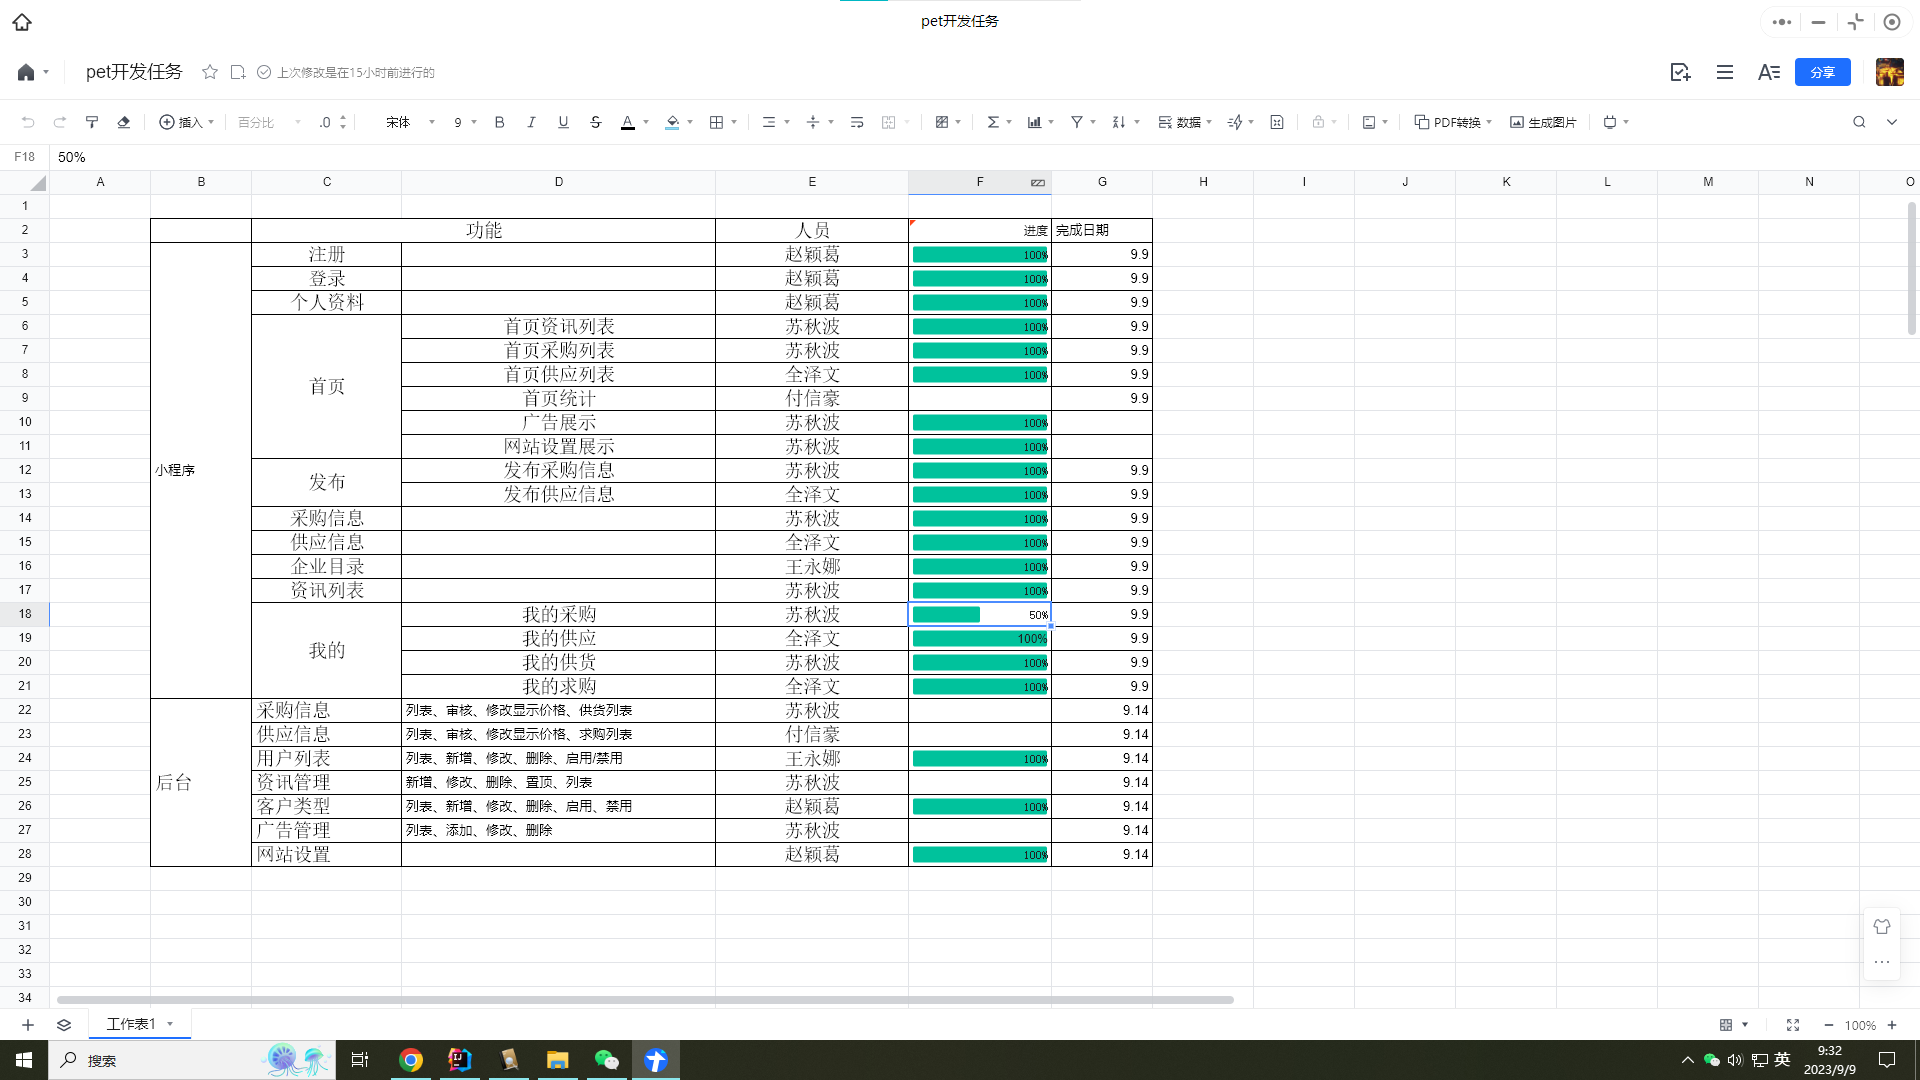 pet开发任务
pet开发任务 上次修改是在15小时前进行的 分享
插入 百分比 .0 宋体 9 B I U S A 数据 PDF转换 生成图片
F18 50%
A B C D E F G H I J K L M N O
1
2 功能 人员 进度 完成日期
3 注册 赵颖葛 100% 9.9
4 登录 赵颖葛 100% 9.9
5 个人资料 赵颖葛 100% 9.9
6 首页资讯列表 苏秋波 100% 9.9
7 首页采购列表 苏秋波 100% 9.9
8 首页供应列表 全泽文 100% 9.9
首页
9 首页统计 付信豪 9.9
10 广告展示 苏秋波 100%
11 网站设置展示 苏秋波 100%
12 小程序 发布采购信息 苏秋波 100% 9.9
发布
13 发布供应信息 全泽文 100% 9.9
14 采购信息 苏秋波 100% 9.9
15 供应信息 全泽文 100% 9.9
16 企业目录 王永娜 100% 9.9
17 资讯列表 苏秋波 100% 9.9
18 我的采购 苏秋波 50% 9.9
19 我的供应 全泽文 100% 9.9
我的
20 我的供货 苏秋波 100% 9.9
21 我的求购 全泽文 100% 9.9
22 采购信息 列表、审核、修改显示价格、供货列表 苏秋波 9.14
23 供应信息 列表、审核、修改显示价格、求购列表 付信豪 9.14
24 用户列表 列表、新增、修改、删除、启用/禁用 王永娜 100% 9.14
25 后台 资讯管理 新增、修改、删除、置顶、列表 苏秋波 9.14
26 客户类型 列表、新增、修改、删除、启用、禁用 赵颖葛 100% 9.14
27 广告管理 列表、添加、修改、删除 苏秋波 9.14
28 网站设置 赵颖葛 100% 9.14
29
30
31
32
33
34
工作表1 100%
搜索 英 9:32
2023/9/9